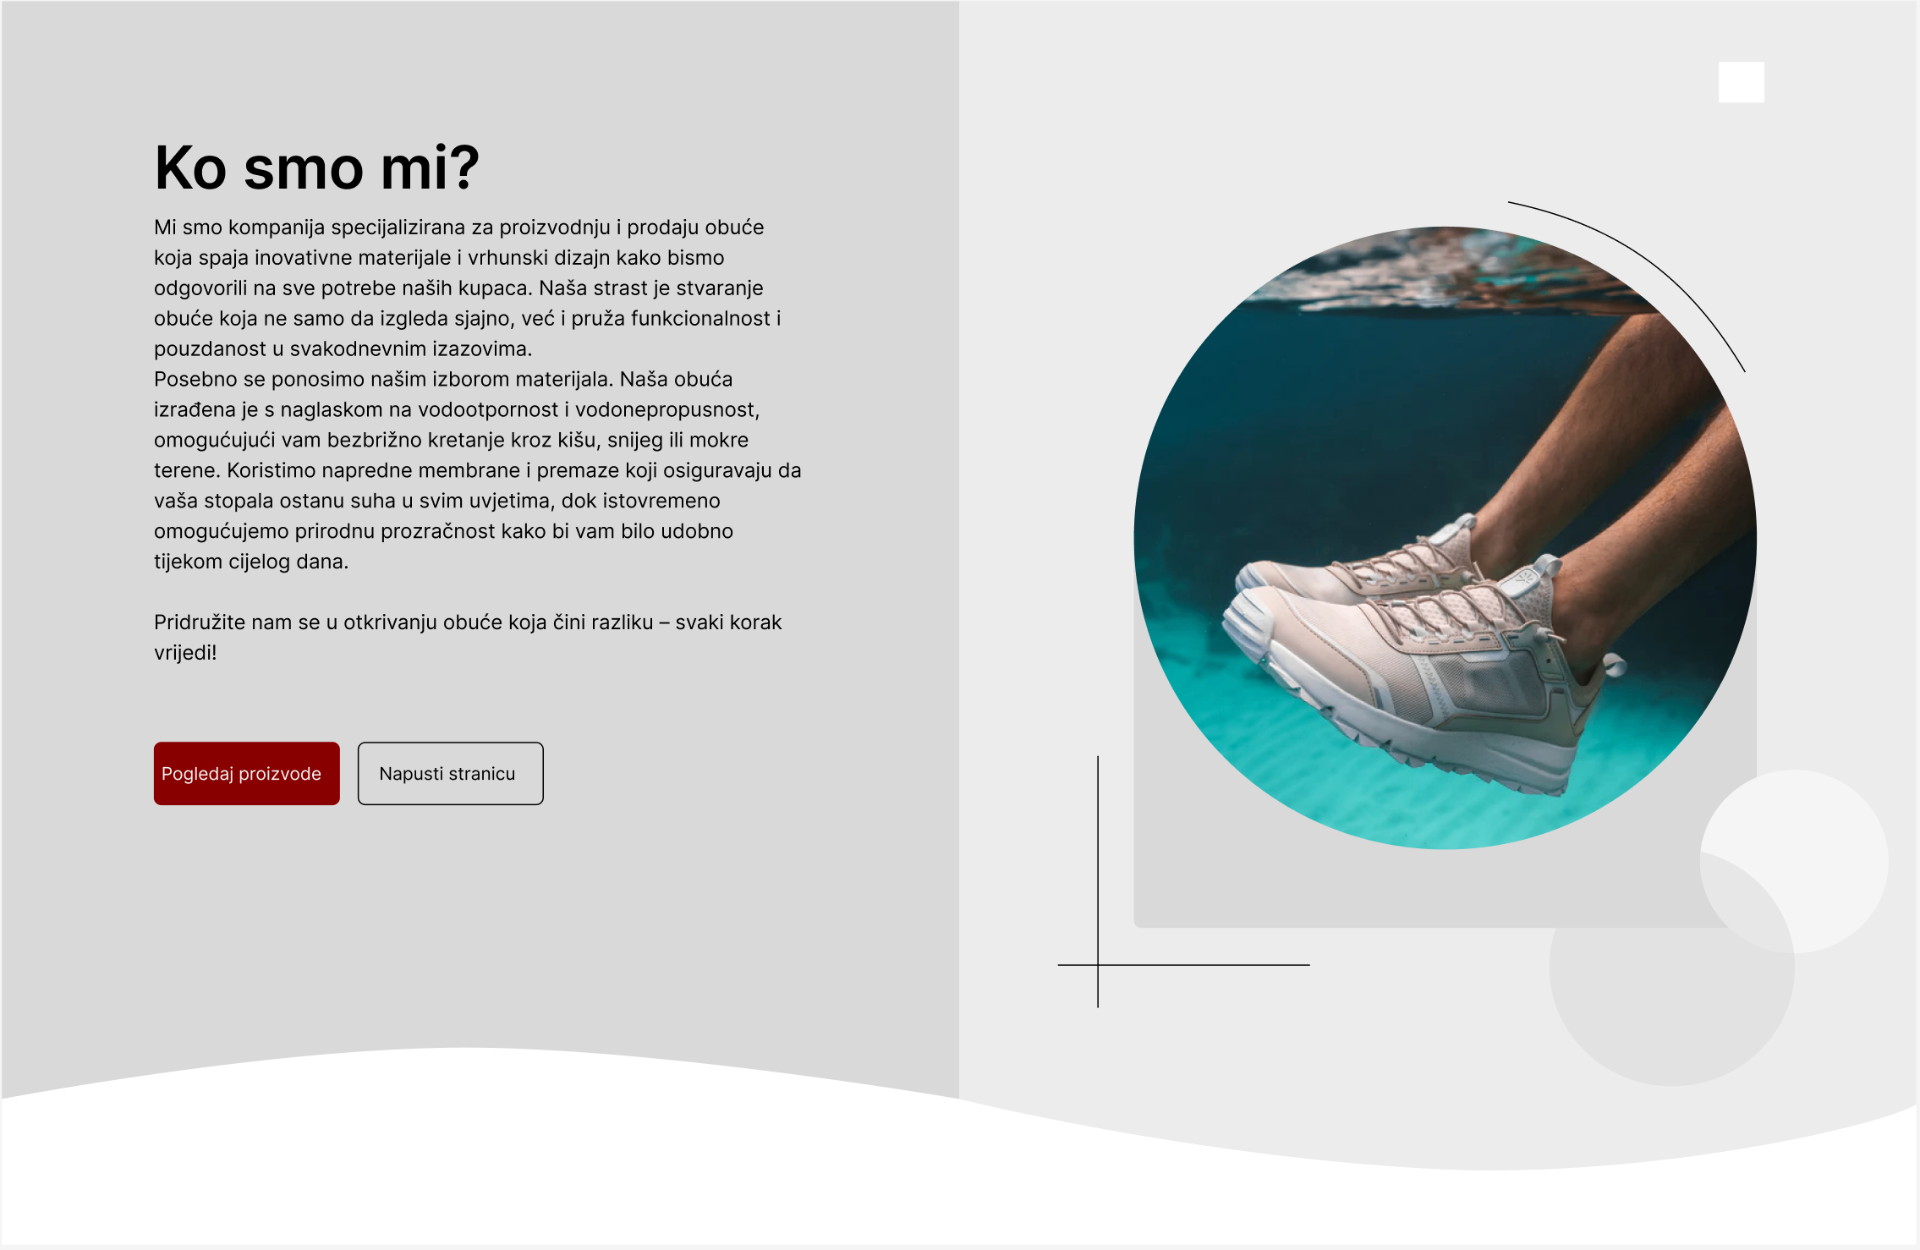 Ko smo mi?
Mi smo kompanija specijalizirana za proizvodnju i prodaju obuće
koja spaja inovativne materijale i vrhunski dizajn kako bismo
odgovorili na sve potrebe naših kupaca. Naša strast je stvaranje
obuće koja ne samo da izgleda sjajno, već i pruža funkcionalnost i
pouzdanost u svakodnevnim izazovima.
Posebno se ponosimo našim izborom materijala. Naša obuća
izrađena je s naglaskom na vodootpornost i vodonepropusnost,
omogućujući vam bezbrižno kretanje kroz kišu, snijeg ili mokre
terene. Koristimo napredne membrane i premaze koji osiguravaju da
vaša stopala ostanu suha u svim uvjetima, dok istovremeno
omogućujemo prirodnu prozračnost kako bi vam bilo udobno
tijekom cijelog dana.
Pridružite nam se u otkrivanju obuće koja čini razliku – svaki korak
vrijedi!
Pogledaj proizvode
Napusti stranicu